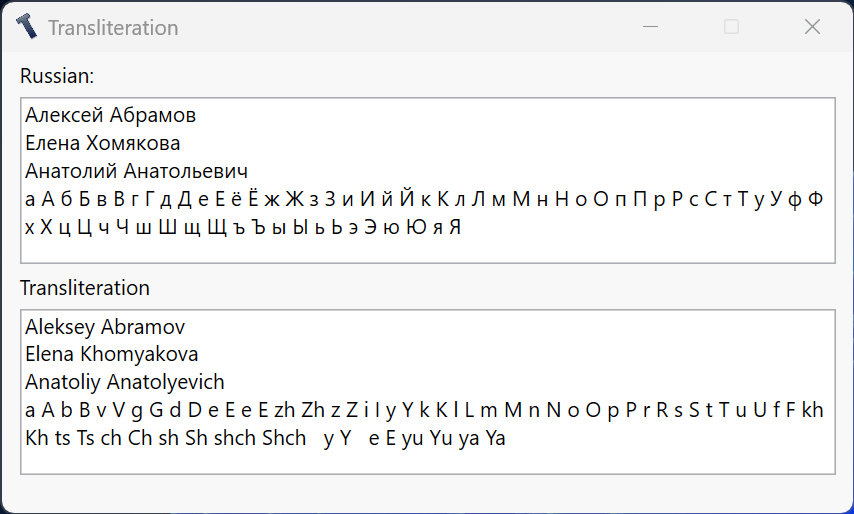 Transliteration
Russian:
Алексей Абрамов
Елена Хомякова
Анатолий Анатольевич
а А б Б в В г Г д Д е Е ё Ё ж Ж з З и И й Й к К л Л м М н Н о О п П р Р с С т Т у У ф Ф
х Х ц Ц ч Ч ш Ш щ Щ ъ Ъ ы Ы ь Ь э Э ю Ю я Я
Transliteration
Aleksey Abramov
Elena Khomyakova
Anatoliy Anatolyevich
a A b B v V g G d D e E e E zh Zh z Z i I y Y k K l L m M n N o O p P r R s S t T u U f F kh
Kh ts Ts ch Ch sh Sh shch Shch   y Y   e E yu Yu ya Ya